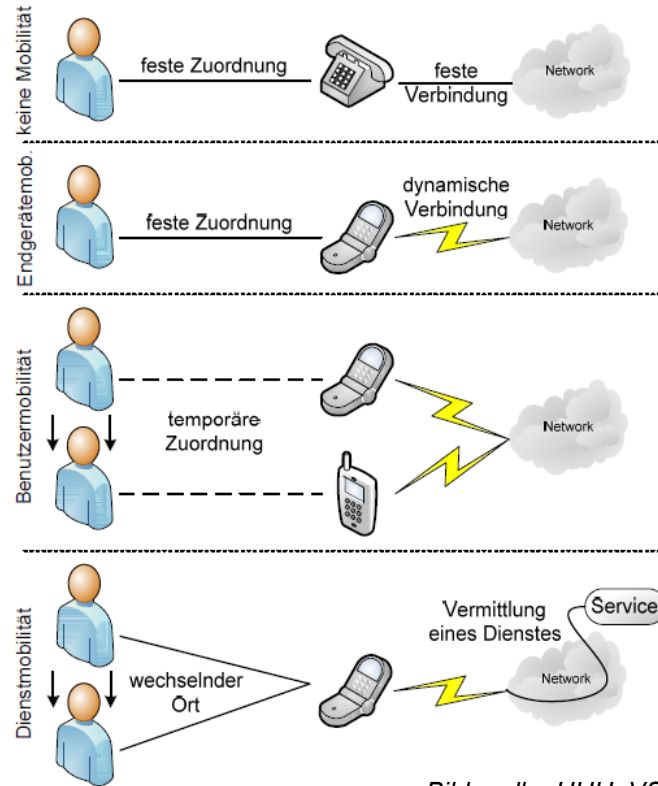 keine Mobilität
feste Zuordnung
feste
Verbindung
Network
Endgerätemob.
feste Zuordnung
dynamische
Verbindung
Network
Benutzermobilität
temporäre
Zuordnung
Network
Dienstmobilität
wechselnder
Ort
Vermittlung
eines Dienstes
Service
Network